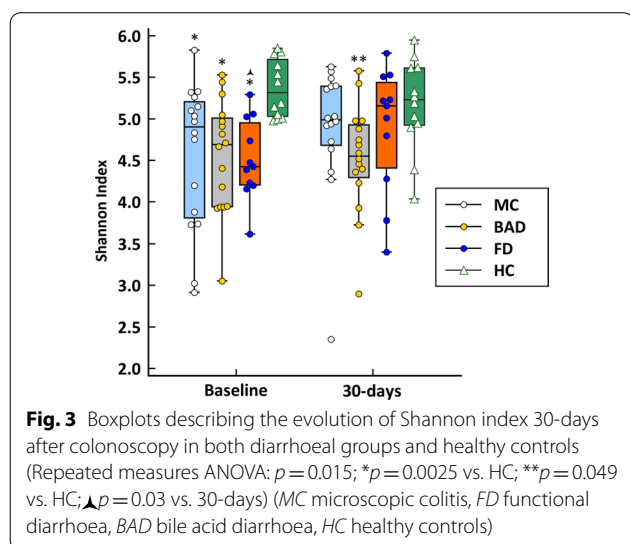 6.0
5.5
5.0
4.5
4.0
3.5
3.0
2.5
2.0
Shannon Index
*
*
⅄
*
**
MC
BAD
FD
HC
Baseline
30-days
Fig. 3 Boxplots describing the evolution of Shannon index 30-days
after colonoscopy in both diarrhoeal groups and healthy controls
(Repeated measures ANOVA: p = 0.015; *p = 0.0025 vs. HC; **p = 0.049
vs. HC; ⅄p = 0.03 vs. 30-days) (MC microscopic colitis, FD functional
diarrhoea, BAD bile acid diarrhoea, HC healthy controls)